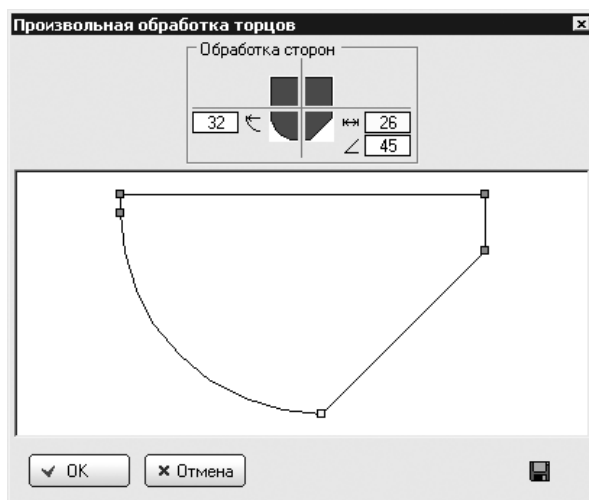 Произвольная обработка торцов
Обработка сторон
32
26
45
OK
Отмена